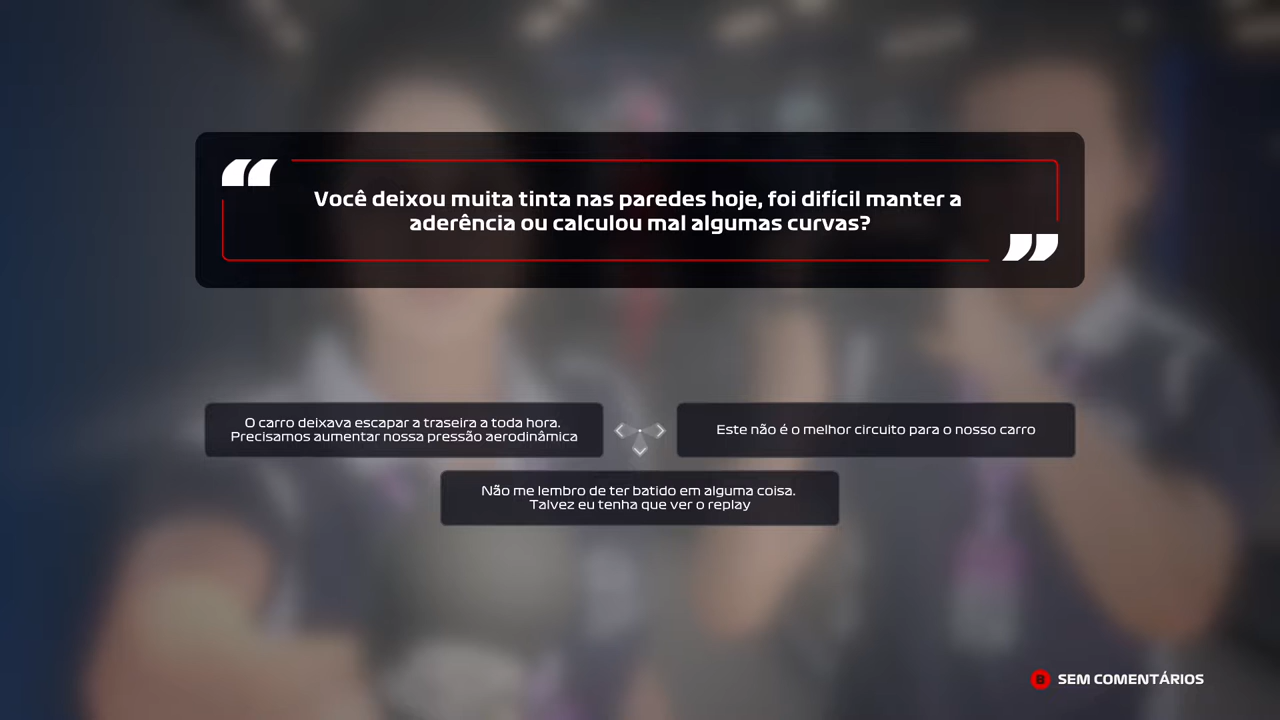 Você deixou muita tinta nas paredes hoje, foi difícil manter a
aderência ou calculou mal algumas curvas?
O carro deixava escapar a traseira a toda hora.
Precisamos aumentar nossa pressão aerodinâmica
Este não é o melhor circuito para o nosso carro
Não me lembro de ter batido em alguma coisa.
Talvez eu tenha que ver o replay
B SEM COMENTÁRIOS